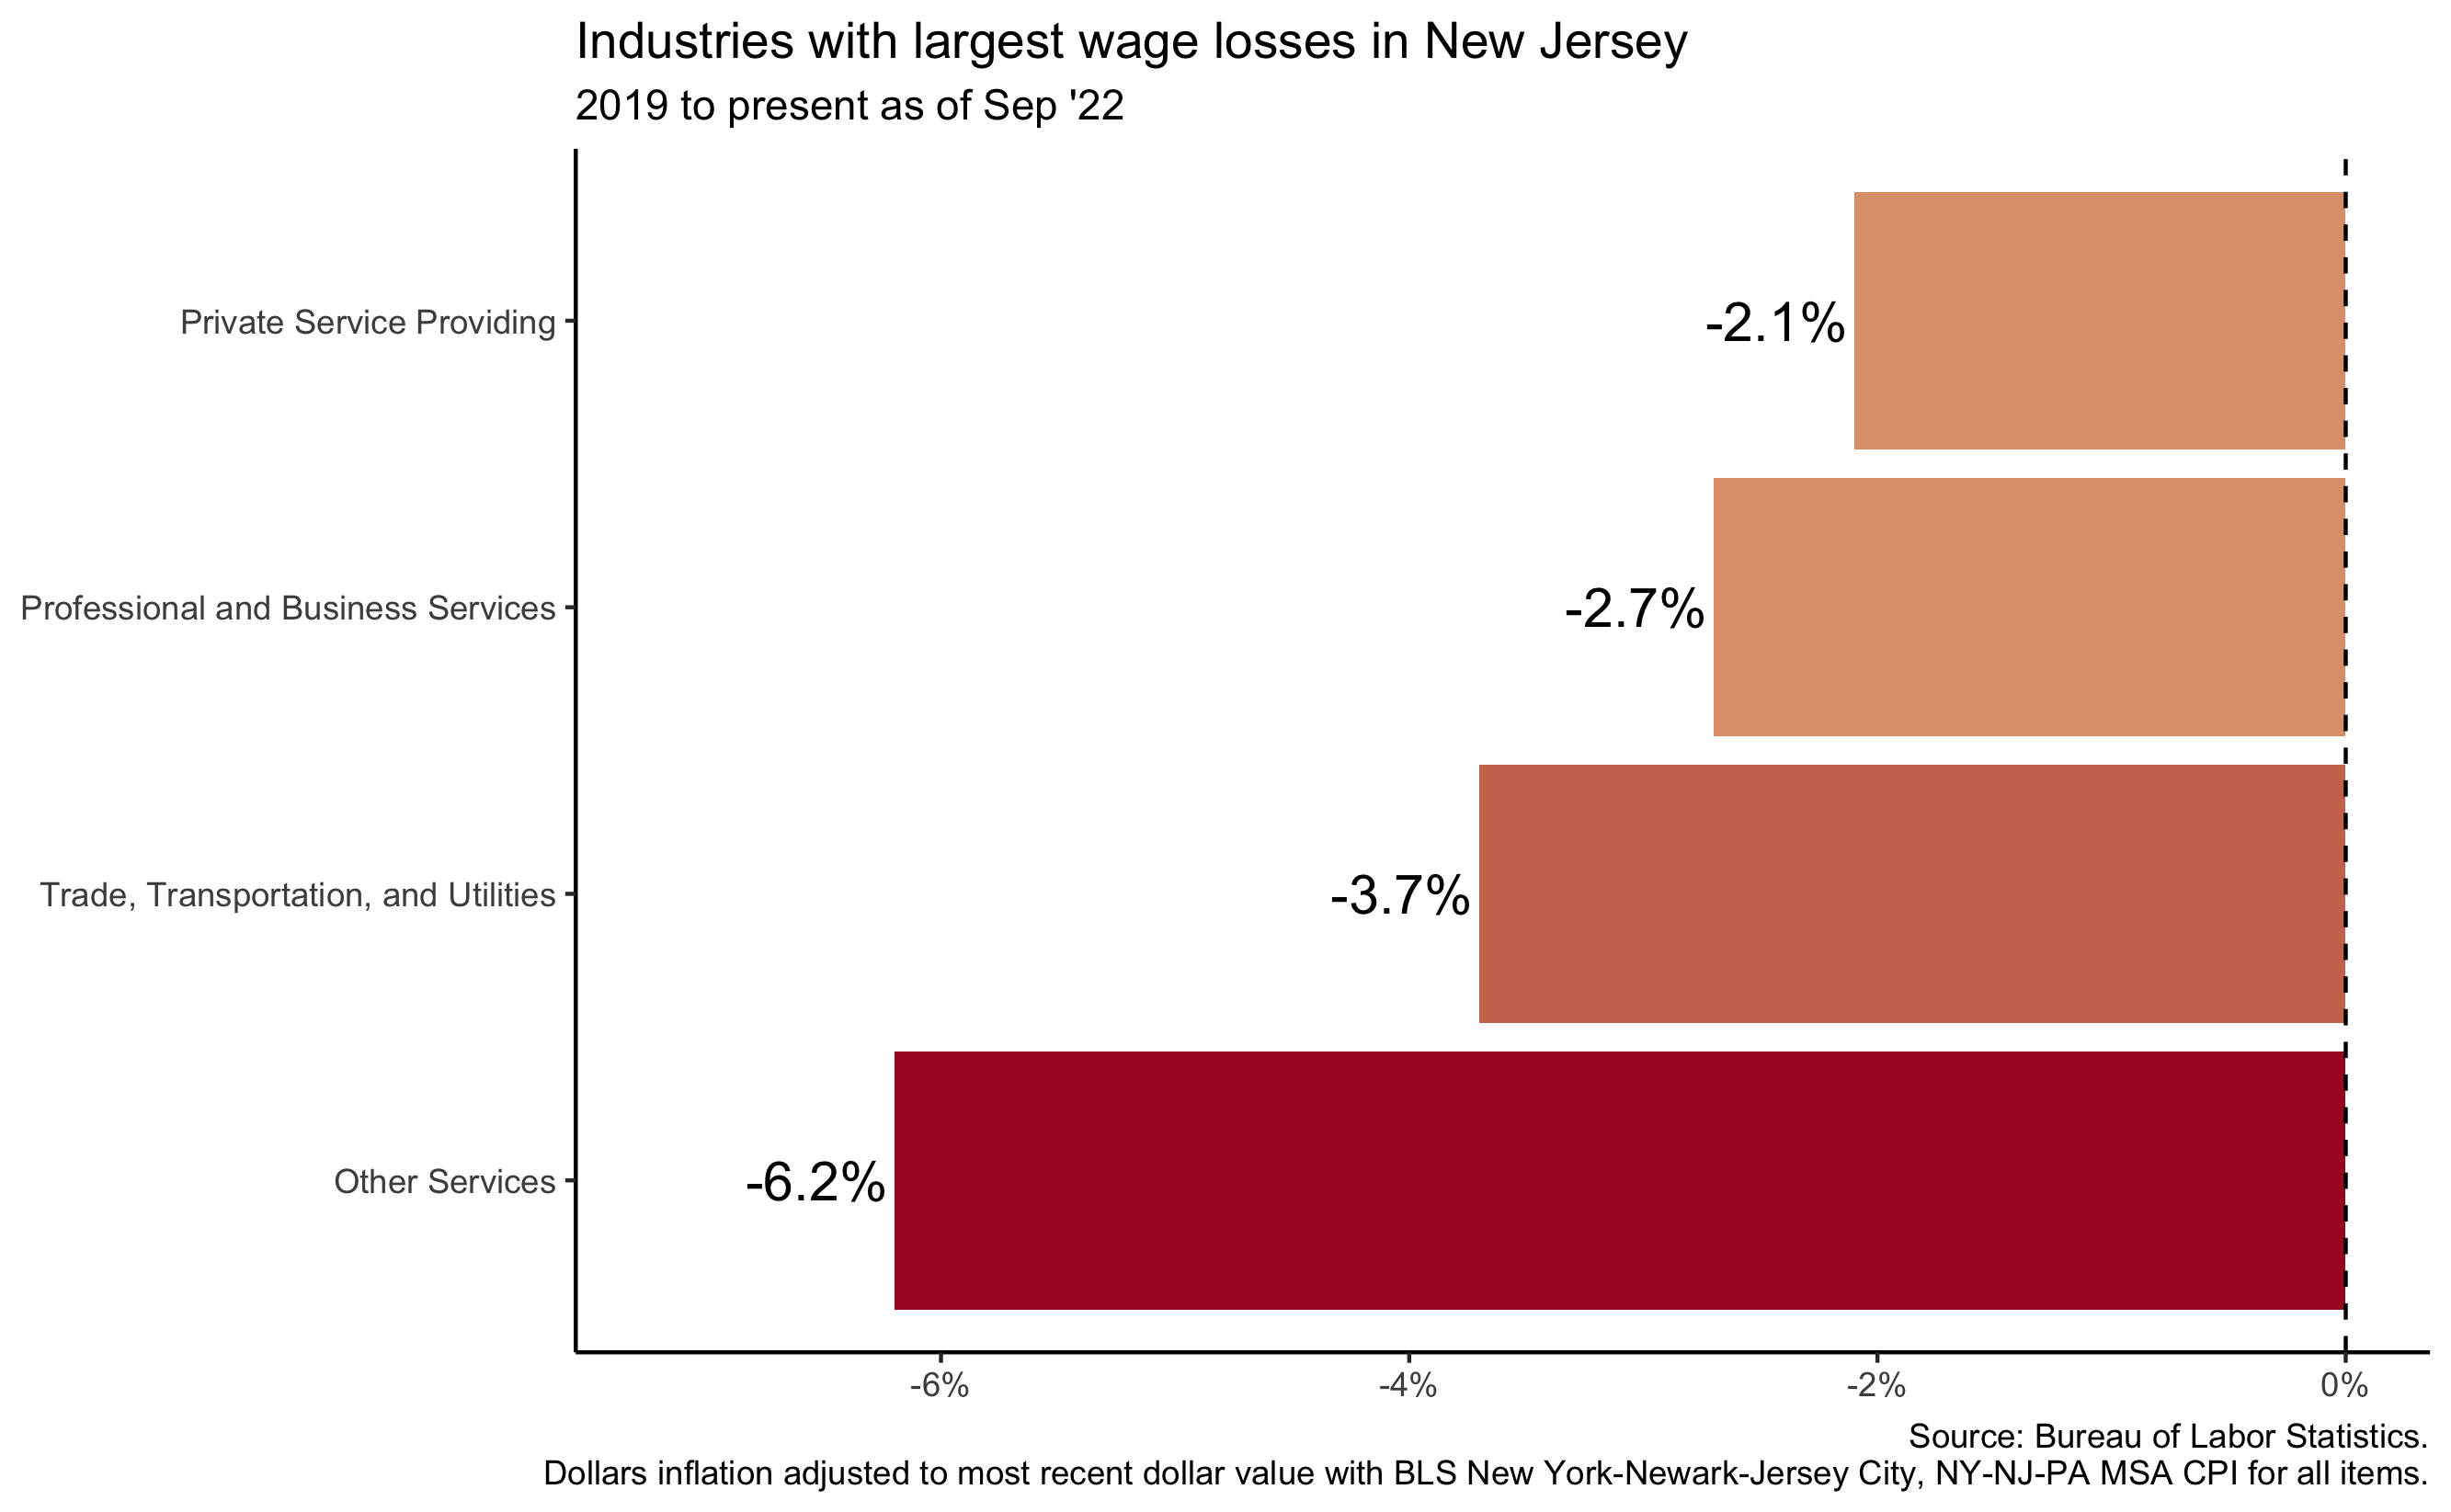 Industries with largest wage losses in New Jersey
2019 to present as of Sep '22
Private Service Providing
-2.1%
Professional and Business Services
-2.7%
Trade, Transportation, and Utilities
-3.7%
Other Services
-6.2%
-6%
-4%
-2%
0%
Source: Bureau of Labor Statistics.
Dollars inflation adjusted to most recent dollar value with BLS New York-Newark-Jersey City, NY-NJ-PA MSA CPI for all items.